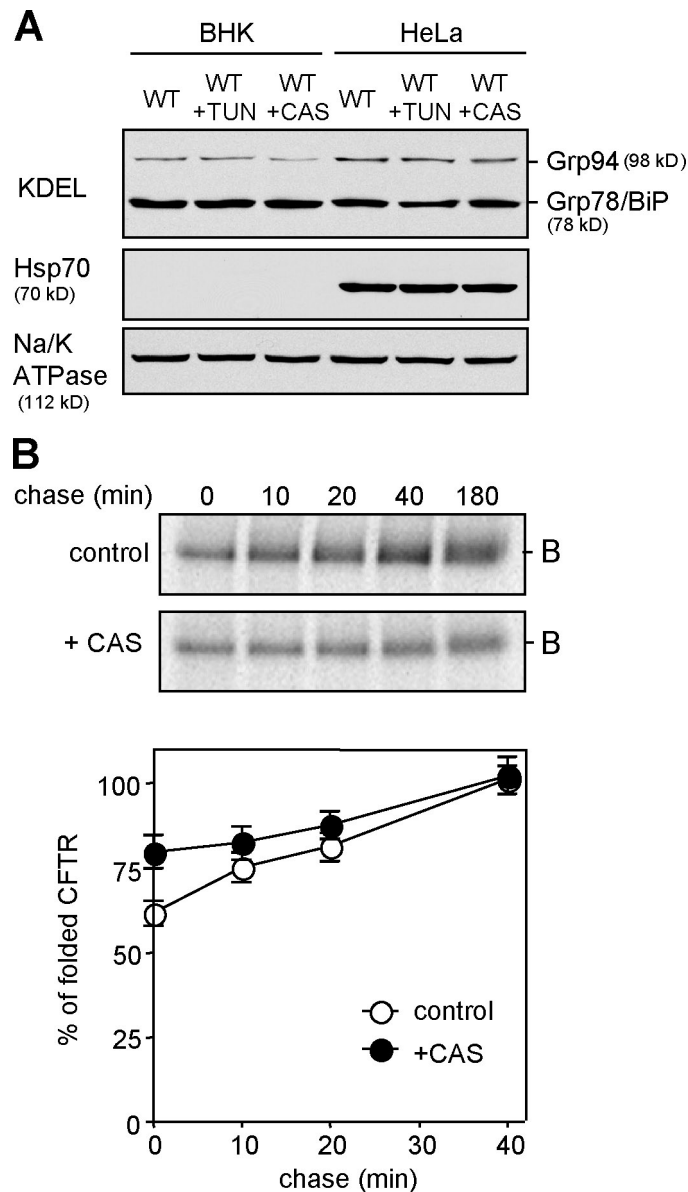 A
BHK HeLa
WT WT +TUN WT +CAS WT WT +TUN WT +CAS
KDEL
Grp94 (98 kD)
Grp78/BiP
(78 kD)
Hsp70
(70 kD)
Na/K
ATPase
(112 kD)
B
chase (min) 0 10 20 40 180
control B
+ CAS B
100
75
50
25
0
% of folded CFTR
control
+CAS
0 10 20 30 40
chase (min)